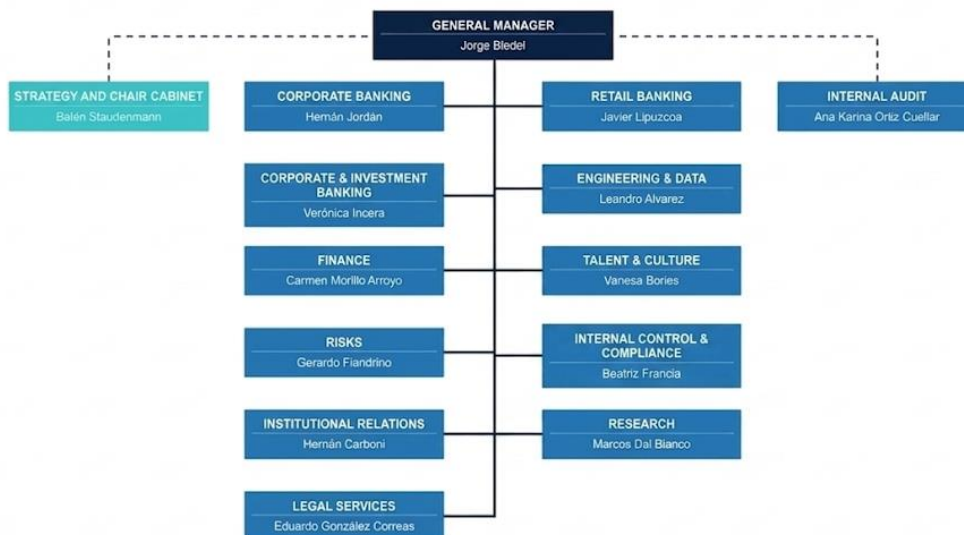 GENERAL MANAGER
Jorge Bledel
STRATEGY AND CHAIR CABINET
Belén Staudenmann
CORPORATE BANKING
Hernán Jordán
RETAIL BANKING
Javier Lipuzcoa
INTERNAL AUDIT
Ana Karina Ortiz Cuellar
CORPORATE & INVESTMENT
BANKING
Verónica Incera
ENGINEERING & DATA
Leandro Alvarez
FINANCE
Carmen Morillo Arroyo
TALENT & CULTURE
Vanesa Bories
RISKS
Gerardo Fiandrino
INTERNAL CONTROL &
COMPLIANCE
Beatriz Francia
INSTITUTIONAL RELATIONS
Hernán Carboni
RESEARCH
Marcos Dal Bianco
LEGAL SERVICES
Eduardo González Correas